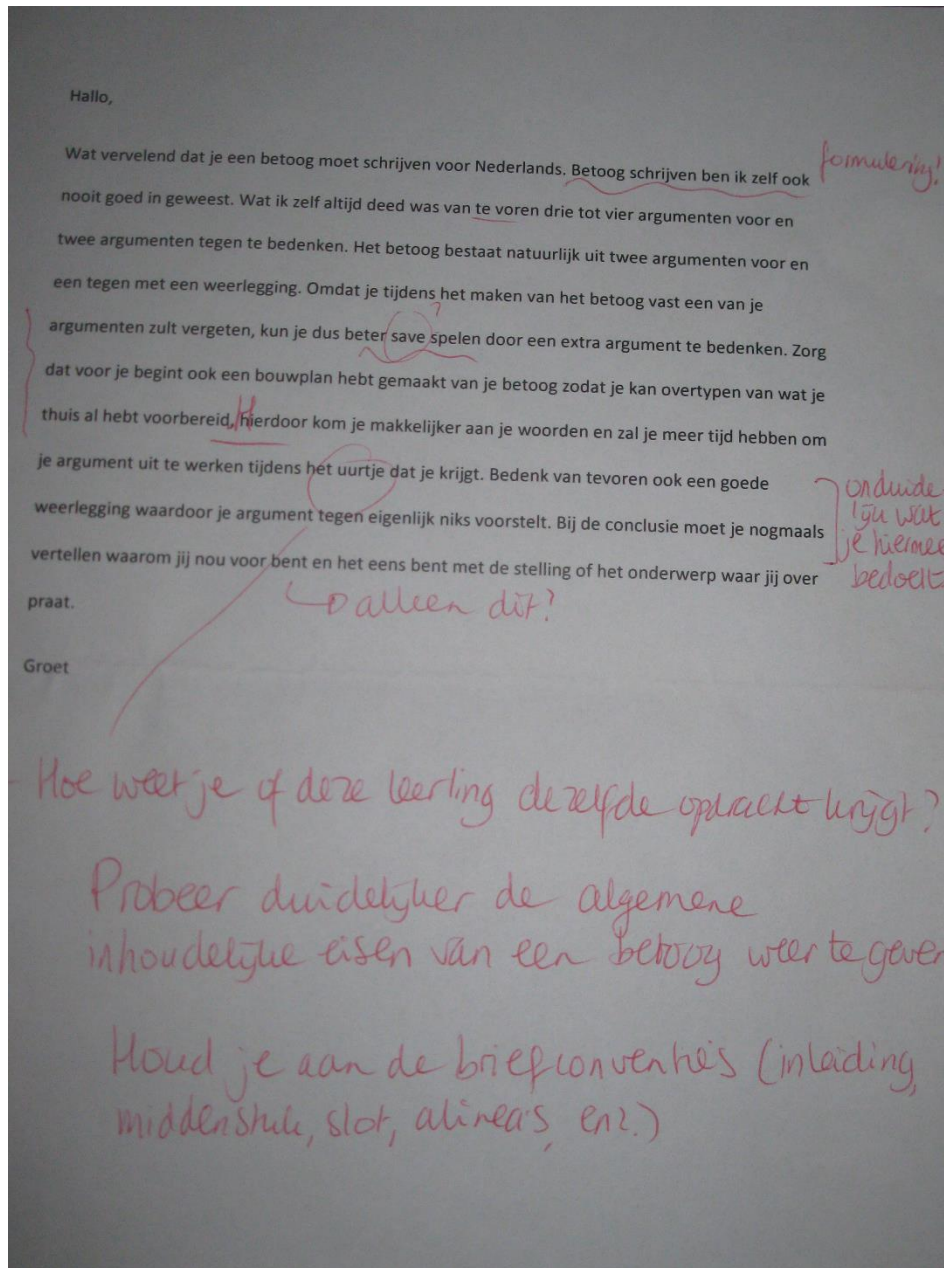 Hallo,
Wat vervelend dat je een betoog moet schrijven voor Nederlands. Betoog schrijven ben ik zelf ook
formulering!
nooit goed in geweest. Wat ik zelf altijd deed was van te voren drie tot vier argumenten voor en
twee argumenten tegen te bedenken. Het betoog bestaat natuurlijk uit twee argumenten voor en
een tegen met een weerlegging. Omdat je tijdens het maken van het betoog vast een van je
?
argumenten zult vergeten, kun je dus beter save spelen door een extra argument te bedenken. Zorg
dat voor je begint ook een bouwplan hebt gemaakt van je betoog zodat je kan overtypen van wat je
thuis al hebt voorbereid, hierdoor kom je makkelijker aan je woorden en zal je meer tijd hebben om
je argument uit te werken tijdens het uurtje dat je krijgt. Bedenk van tevoren ook een goede
weerlegging waardoor je argument tegen eigenlijk niks voorstelt. Bij de conclusie moet je nogmaals
vertellen waarom jij nou voor bent en het eens bent met de stelling of het onderwerp waar jij over
praat.
onduide
lijk wat
je hiermee
bedoelt
alleen dit?
Groet
- Hoe weet je of deze leerling dezelfde opdracht krijgt?
Probeer duidelijker de algemene
inhoudelijke eisen van een betoog weer te geven
Houd je aan de briefconventies (inleiding,
middenstuk, slot, alinea's, enz.)